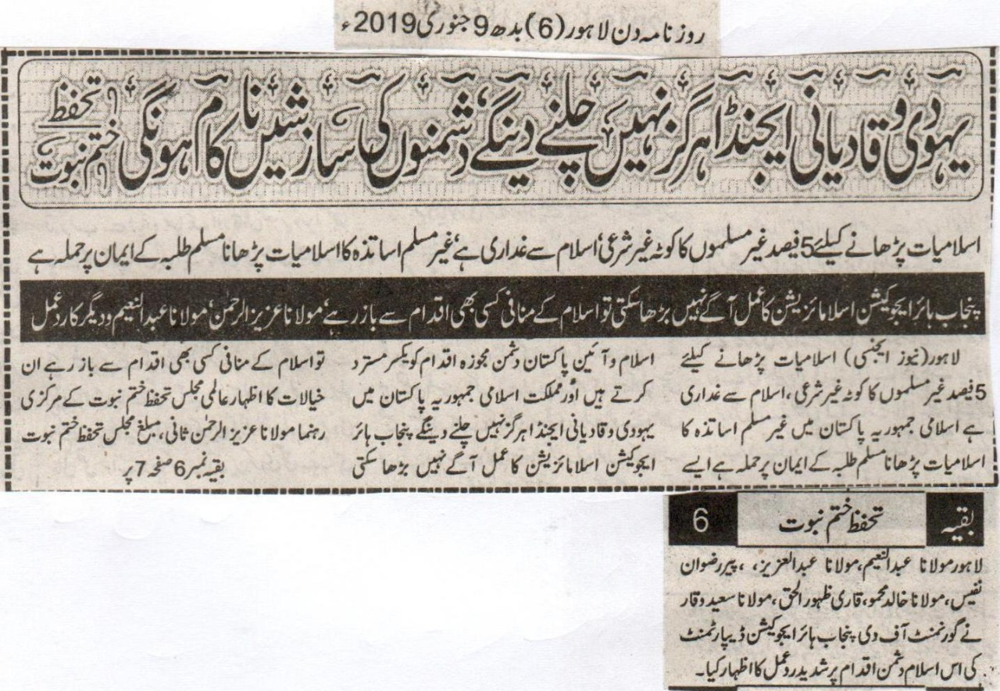 روزنامہ دن لاہور (6) بدھ 9 جنوری 2019ء
یہودی و قادیانی ایجنڈا ہرگز نہیں چلنے دینگے، دشمنوں کی سازشیں ناکام ہونگی
تحفظ
ختم نبوت
اسلامیات پڑھانے کیلئے 5 فیصد غیر مسلموں کا کوٹہ غیر شرعی، اسلام سے غداری ہے، غیر مسلم اساتذہ کا اسلامیات پڑھانا مسلم طلبہ کے ایمان پر حملہ ہے
پنجاب ہائر ایجوکیشن اسلامائزیشن کا عمل آگے نہیں بڑھا سکتی تو اسلام کے منافی کسی بھی اقدام سے باز رہے، مولانا عزیز الرحمٰن، مولانا عبدالنعیم و دیگر کا ردعمل
لاہور (نیوز ایجنسی) اسلامیات پڑھانے کیلئے
5 فیصد غیر مسلموں کا کوٹہ غیر شرعی، اسلام سے غداری
ہے اسلامی جمہوریہ پاکستان میں غیر مسلم اساتذہ کا
اسلامیات پڑھانا مسلم طلبہ کے ایمان پر حملہ ہے ایسے
اسلام و آئین پاکستان دشمن مجوزہ اقدام کو یکسر مسترد
کرتے ہیں اور مملکت اسلامی جمہوریہ پاکستان میں
یہودی و قادیانی ایجنڈا ہرگز نہیں چلنے دینگے پنجاب ہائر
ایجوکیشن اسلامائزیشن کا عمل آگے نہیں بڑھا سکتی
تو اسلام کے منافی کسی بھی اقدام سے باز رہے ان
خیالات کا اظہار عالمی مجلس تحفظ ختم نبوت کے مرکزی
رہنما مولانا عزیز الرحمٰن ثانی، مبلغ مجلس تحفظ ختم نبوت
بقیہ نمبر 6 صفحہ 7 پر
بقیہ تحفظ ختم نبوت 6
لاہور مولانا عبدالنعیم، مولانا عبدالعزیز، ، پیر رضوان
نفیس، مولانا خالد محمو، قاری ظہور الحق، مولانا سعید وقار
نے گورنمنٹ آف دی پنجاب ہائر ایجوکیشن ڈیپارٹمنٹ
کی اس اسلام دشمن اقدام پر شدید ردعمل کا اظہار کیا۔